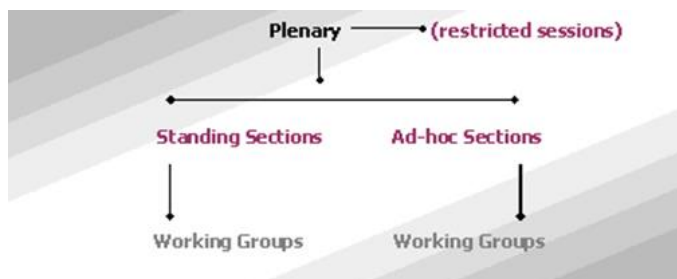 Plenary (restricted sessions)
Standing Sections Ad-hoc Sections
Working Groups Working Groups